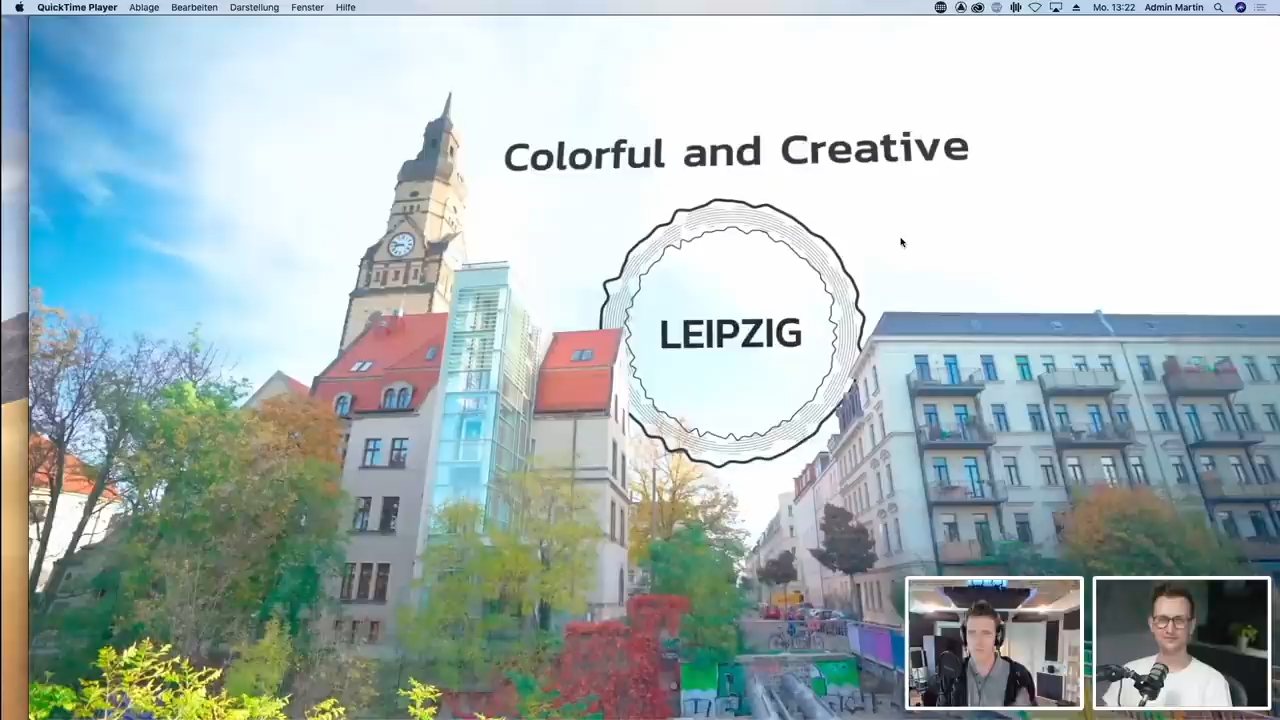 QuickTime Player Ablage Bearbeiten Darstellung Fenster Hilfe Mo. 13:22 Admin Martin
Colorful and Creative
LEIPZIG